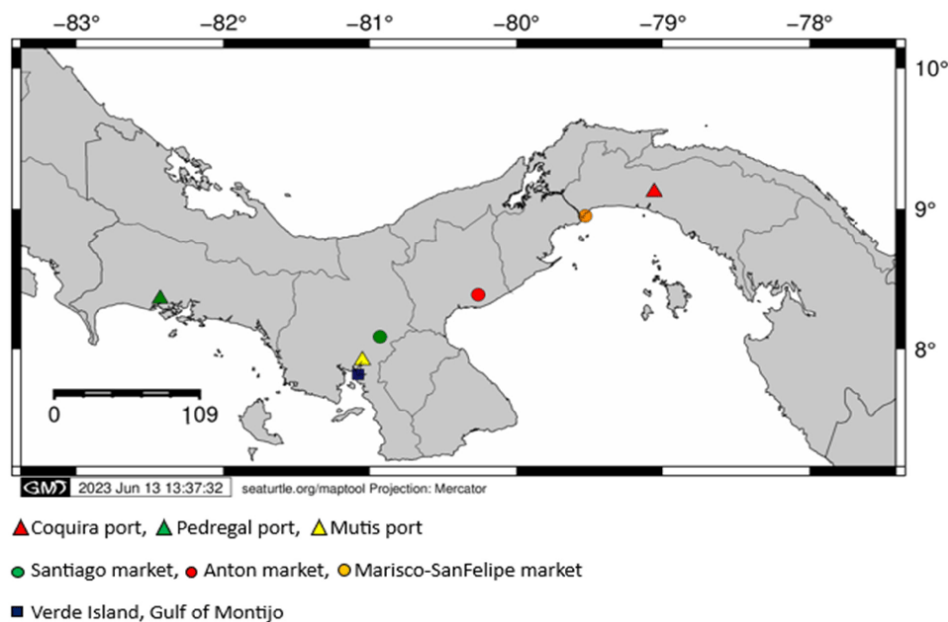 −83° −82° −81° −80° −79° −78°
10°
9°
8°
0 109
GMD 2023 Jun 13 13:37:32 seaturtle.org/maptool Projection: Mercator
Coquira port, Pedregal port, Mutis port
Santiago market, Anton market, Marisco-SanFelipe market
Verde Island, Gulf of Montijo